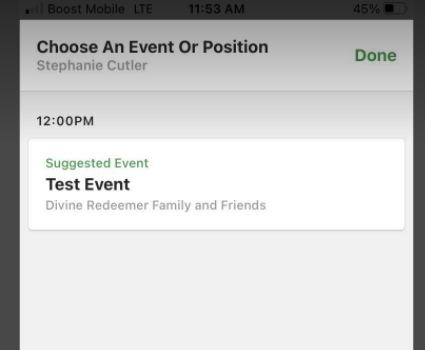 Boost Mobile LTE 11:53 AM 45%
Choose An Event Or Position
Stephanie Cutler
Done
12:00PM
Suggested Event
Test Event
Divine Redeemer Family and Friends